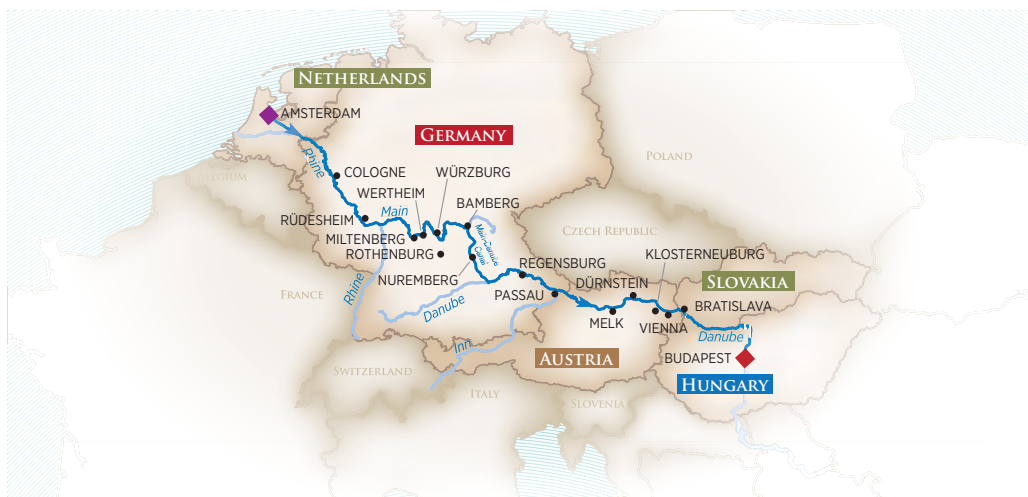 NETHERLANDS
AMSTERDAM
GERMANY
POLAND
Rhine
COLOGNE
WÜRZBURG
BELGIUM
WERTHEIM
BAMBERG
Main
RÜDESHEIM
MILTENBERG
Main-Danube
Canal
CZECH REPUBLIC
ROTHENBURG
KLOSTERNEUBURG
REGENSBURG
NUREMBERG
DÜRNSTEIN
SLOVAKIA
Rhine
FRANCE
PASSAU
Danube
BRATISLAVA
MELK
VIENNA
Danube
Inn
AUSTRIA
BUDAPEST
SWITZERLAND
HUNGARY
ITALY
SLOVENIA